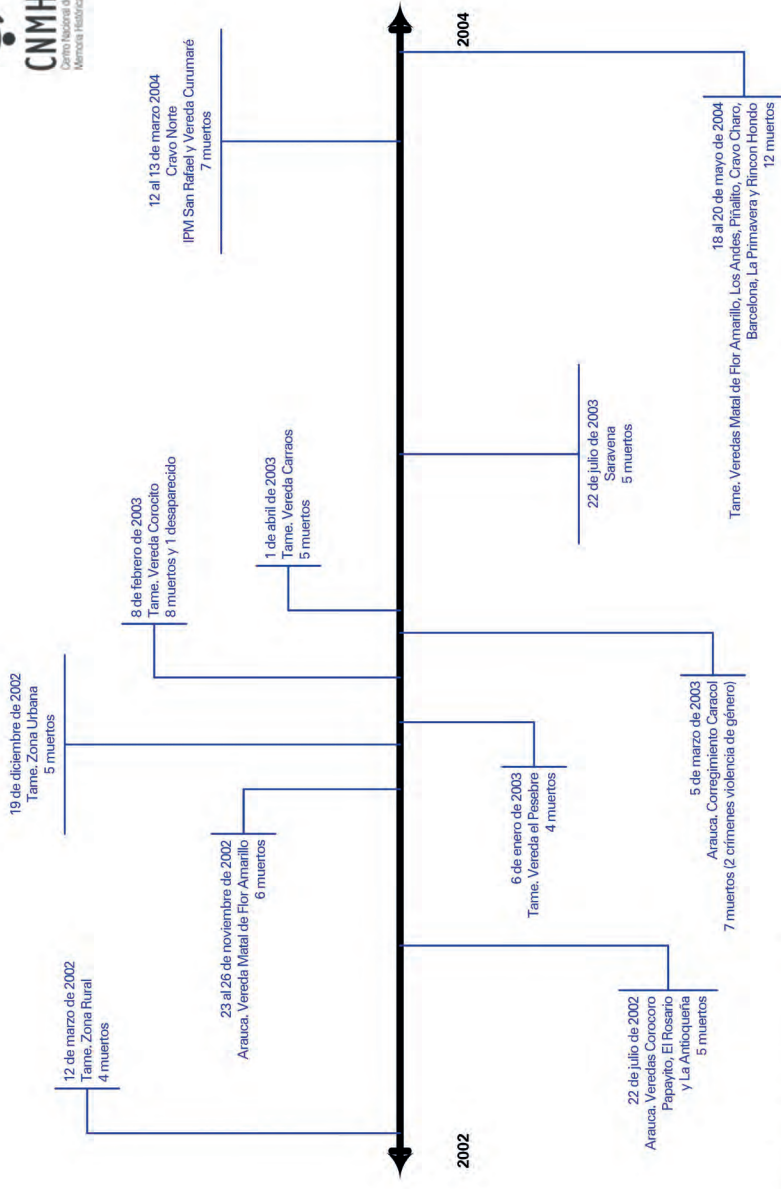 CNMH
Centro Nacional de
Memoria Histórica
12 de marzo de 2002
Tame. Zona Rural
4 muertos
22 de julio de 2002
Arauca. Veredas Corocoro
Papayito, El Rosario
y La Antioqueña
5 muertos
23 al 26 de noviembre de 2002
Arauca. Vereda Matal de Flor Amarillo
6 muertos
19 de diciembre de 2002
Tame. Zona Urbana
5 muertos
6 de enero de 2003
Tame. Vereda el Pesebre
4 muertos
8 de febrero de 2003
Tame. Vereda Corocito
8 muertos y 1 desaparecido
5 de marzo de 2003
Arauca. Corregimiento Caracol
7 muertos (2 crímenes violencia de género)
1 de abril de 2003
Tame. Vereda Carraos
5 muertos
22 de julio de 2003
Saravena
5 muertos
12 al 13 de marzo 2004
Cravo Norte
IPM San Rafael y Vereda Curumaré
7 muertos
18 al 20 de mayo de 2004
Tame. Veredas Matal de Flor Amarillo, Los Andes, Piñalito, Cravo Charo,
Barcelona, La Primavera y Rincon Hondo
12 muertos
2002
2004